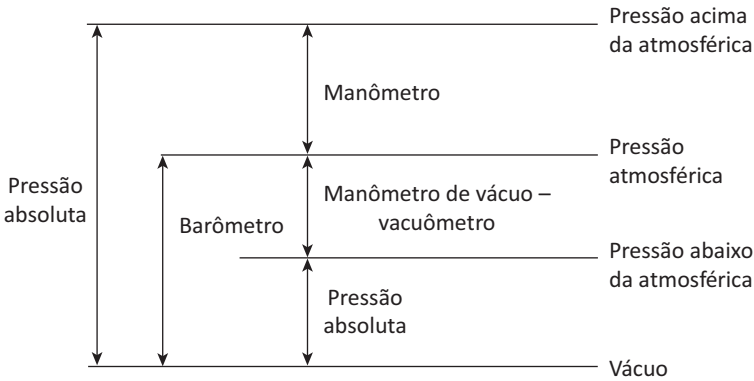 Pressão acima
da atmosférica
Manômetro
Pressão
atmosférica
Pressão
absoluta
Manômetro de vácuo –
vacuômetro
Barômetro
Pressão abaixo
da atmosférica
Pressão
absoluta
Vácuo